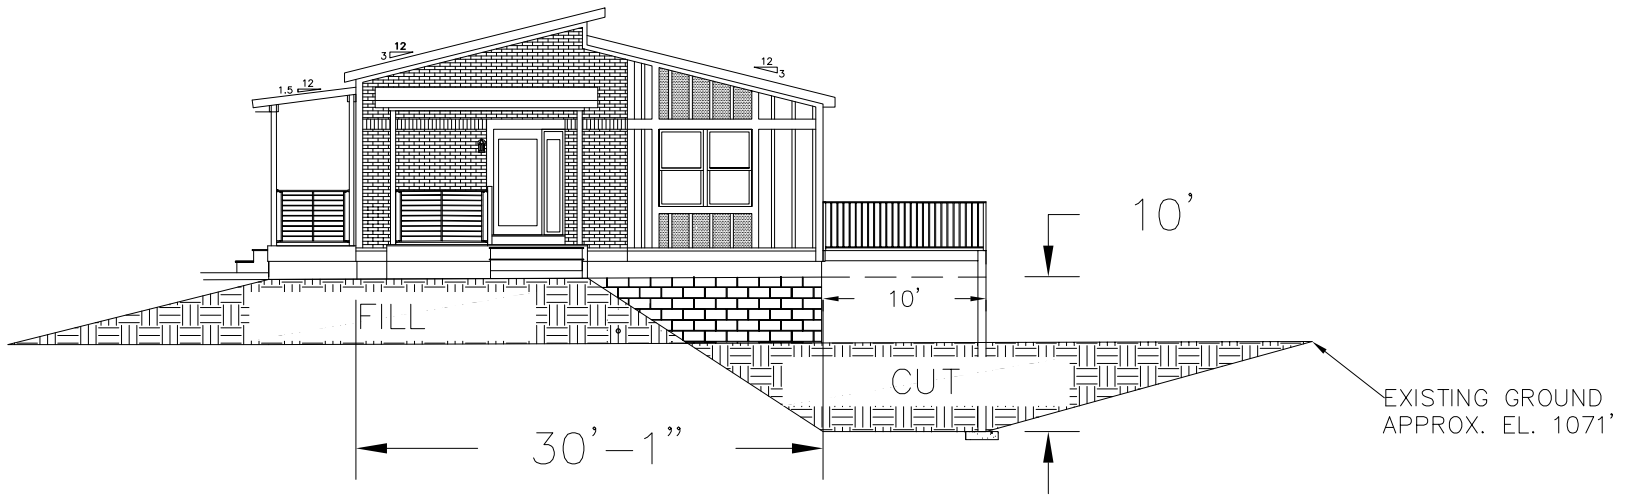 12
3
12
3
1.5
12
10'
10'
FILL
CUT
EXISTING GROUND
APPROX. EL. 1071'
30'-1"